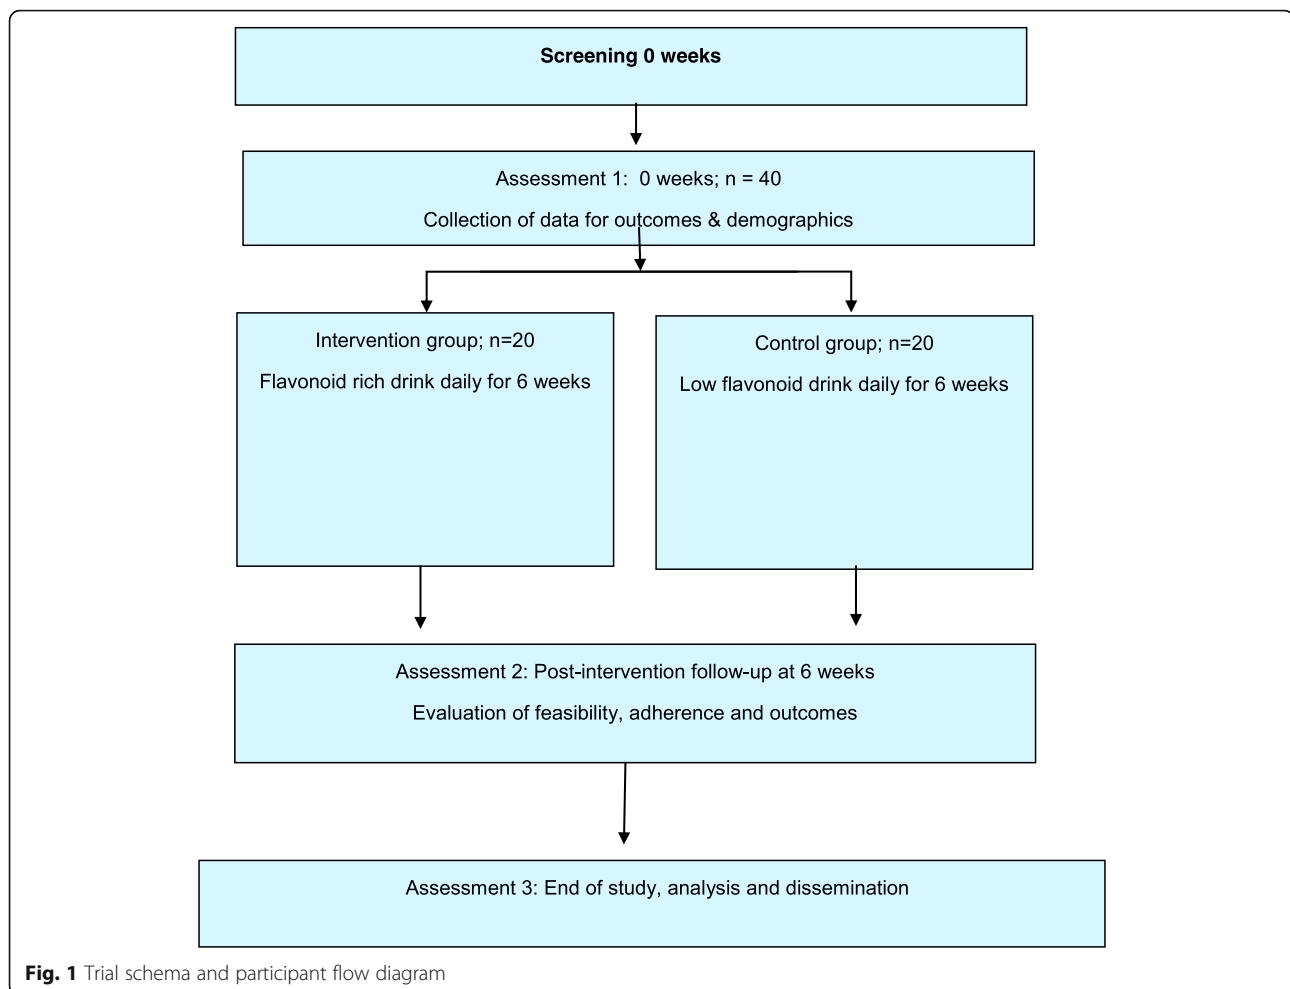 Screening 0 weeks
Assessment 1:  0 weeks; n = 40
Collection of data for outcomes & demographics
Intervention group; n=20
Flavonoid rich drink daily for 6 weeks
Control group; n=20
Low flavonoid drink daily for 6 weeks
Assessment 2: Post-intervention follow-up at 6 weeks
Evaluation of feasibility, adherence and outcomes
Assessment 3: End of study, analysis and dissemination
Fig. 1 Trial schema and participant flow diagram